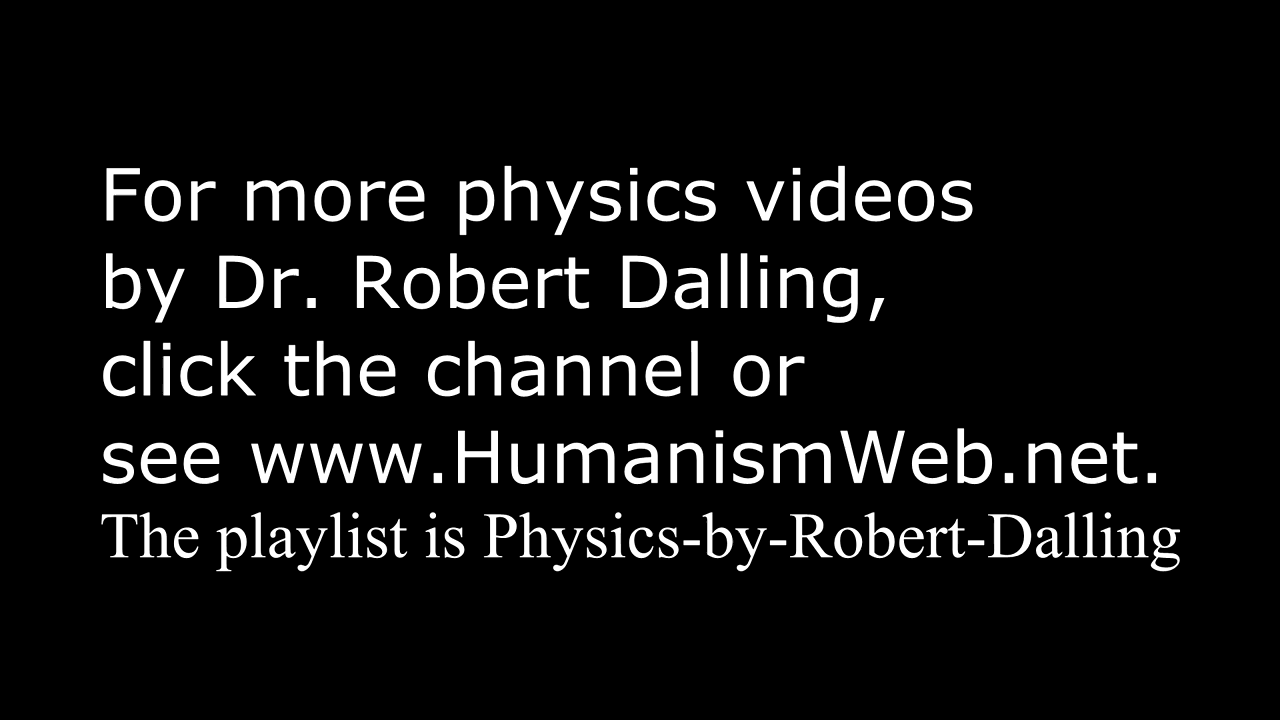 For more physics videos
by Dr. Robert Dalling,
click the channel or
see www.HumanismWeb.net.
The playlist is Physics-by-Robert-Dalling